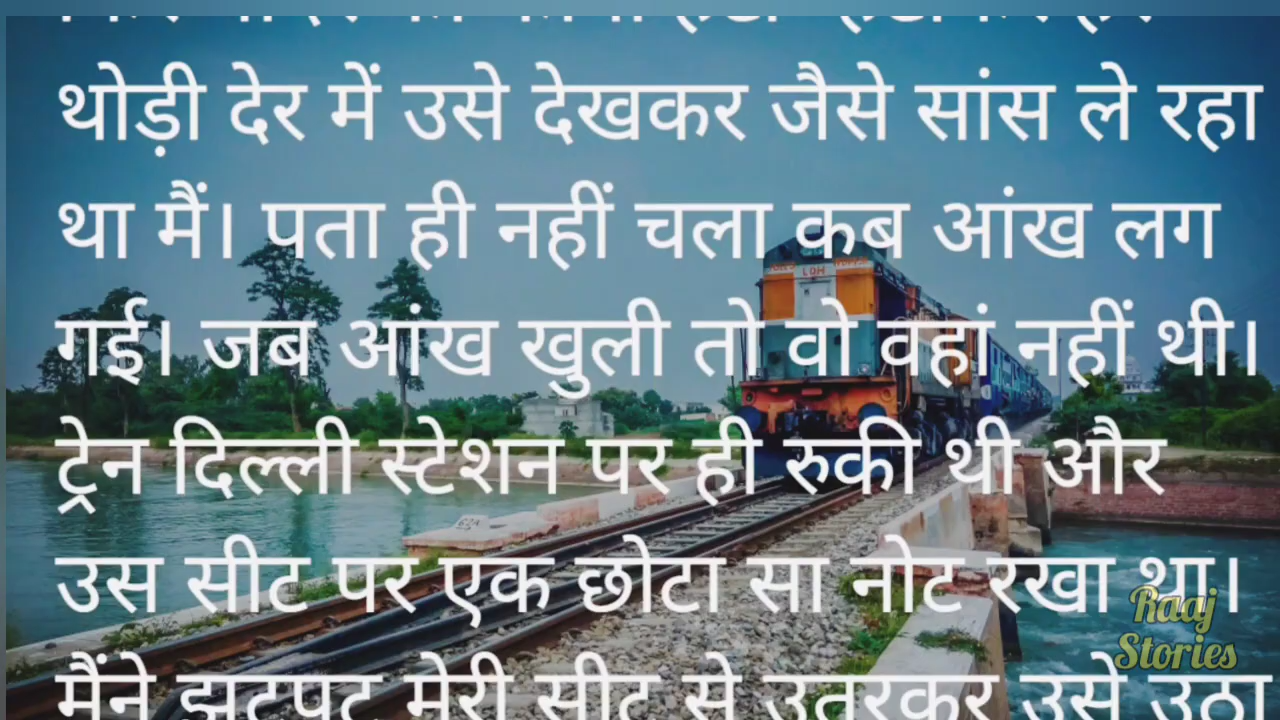 थोड़ी देर में उसे देखकर जैसे सांस ले रहा
था मैं। पता ही नहीं चला कब आंख लग
गई। जब आंख खुली तो वो वहां नहीं थी।
ट्रेन दिल्ली स्टेशन पर ही रुकी थी और
उस सीट पर एक छोटा सा नोट रखा था।
मैंने झटपट मेरी सीट से उतरकर उसे उठा
Raaj
Stories
LDH